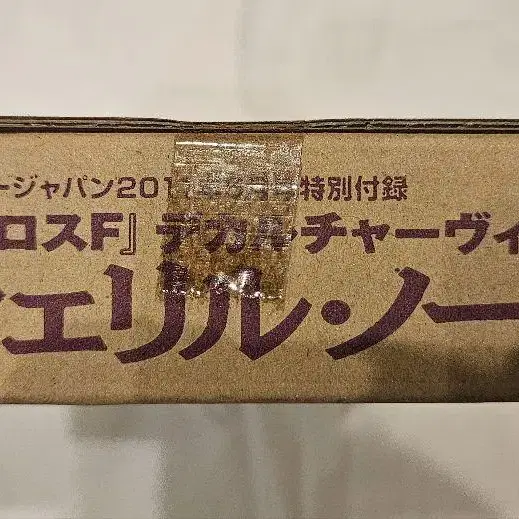 ージャパン201 特別付録
ロスF』デカルチャーヴィ
ェリル・ノー